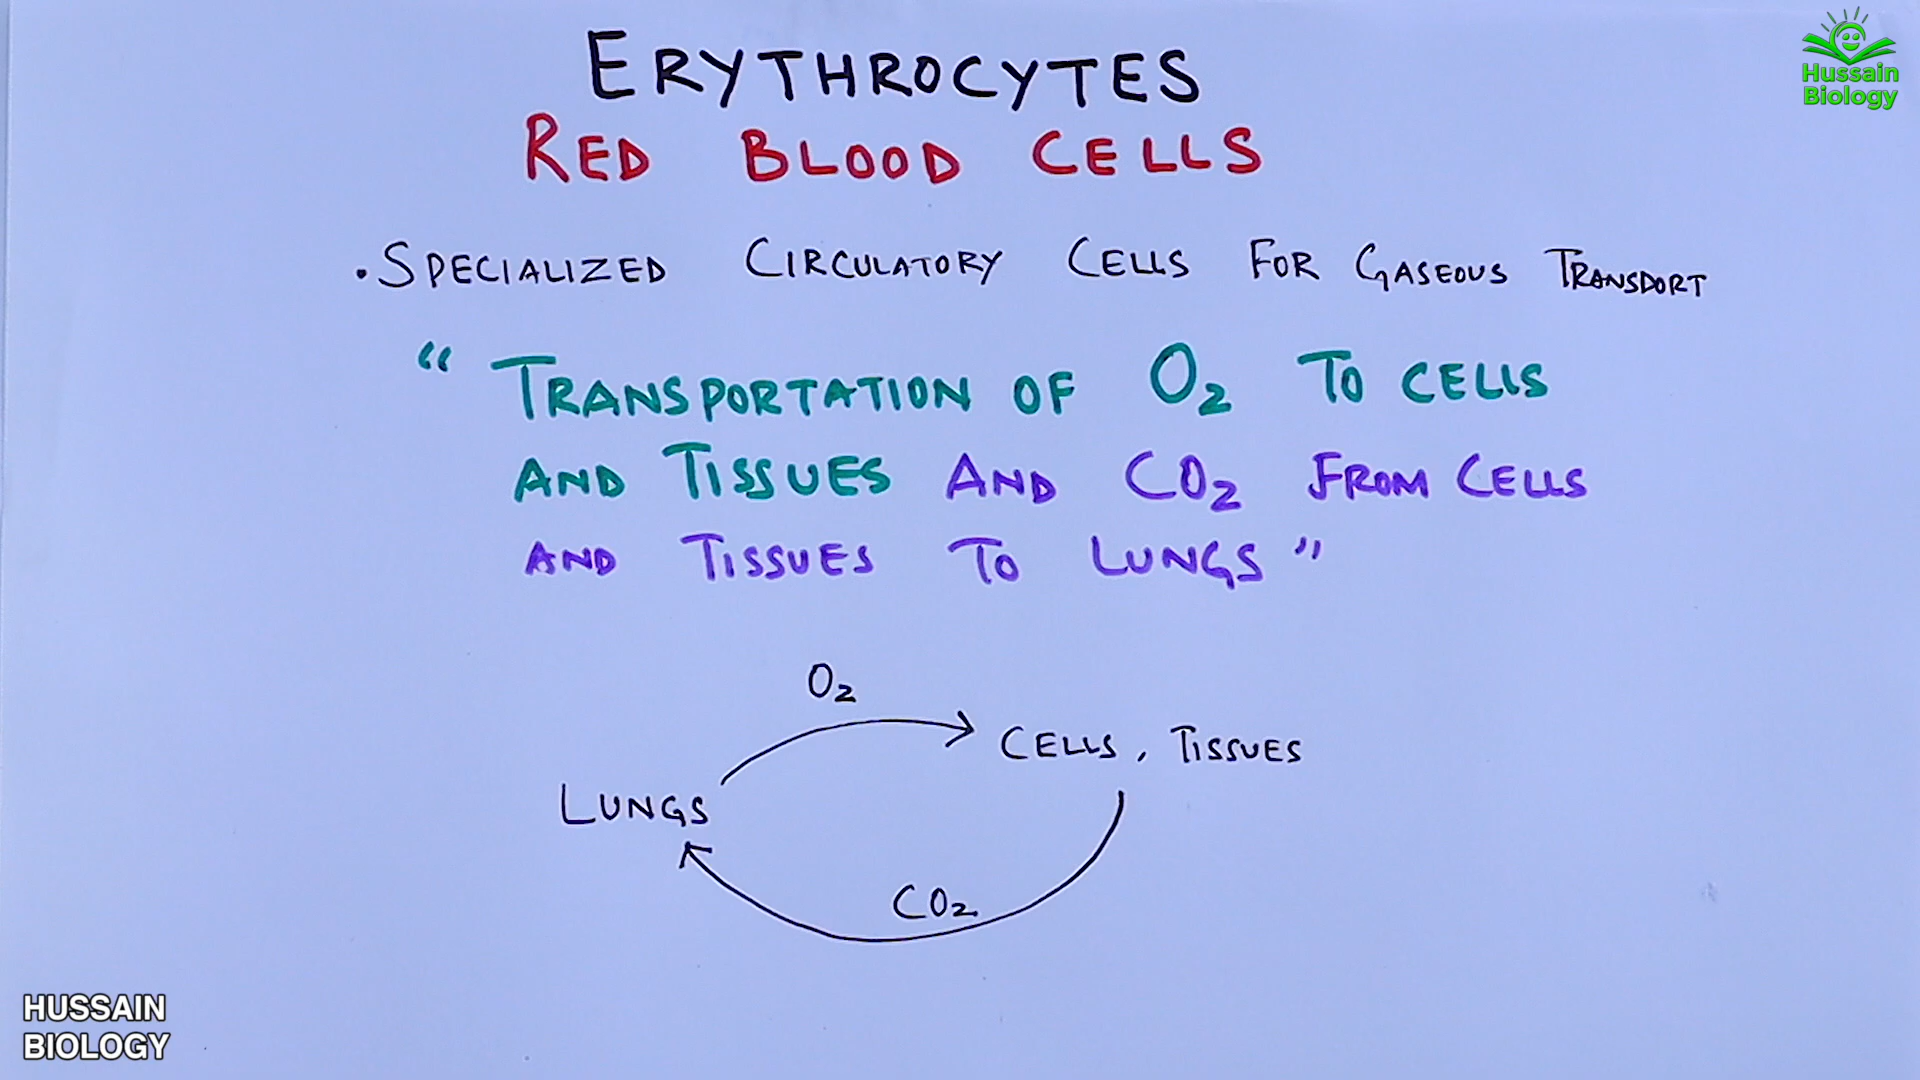 ERYTHROCYTES
RED BLOOD CELLS
Hussain
Biology
• SPECIALIZED CIRCULATORY CELLS FOR GASEOUS TRANSPORT
“ TRANSPORTATION OF O₂ TO CELLS
AND TISSUES AND CO₂ FROM CELLS
AND TISSUES TO LUNGS ”
O₂
CELLS, TISSUES
LUNGS
CO₂
HUSSAIN
BIOLOGY